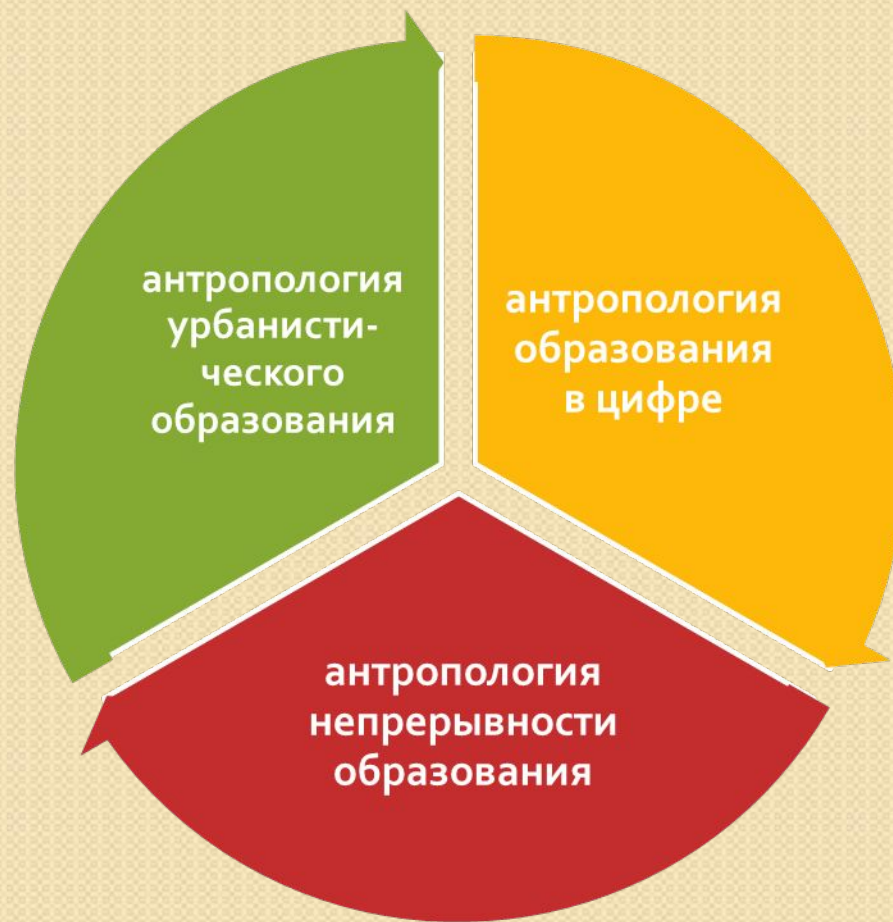 антропология
урбанисти-
ческого
образования
антропология
образования
в цифре
антропология
непрерывности
образования